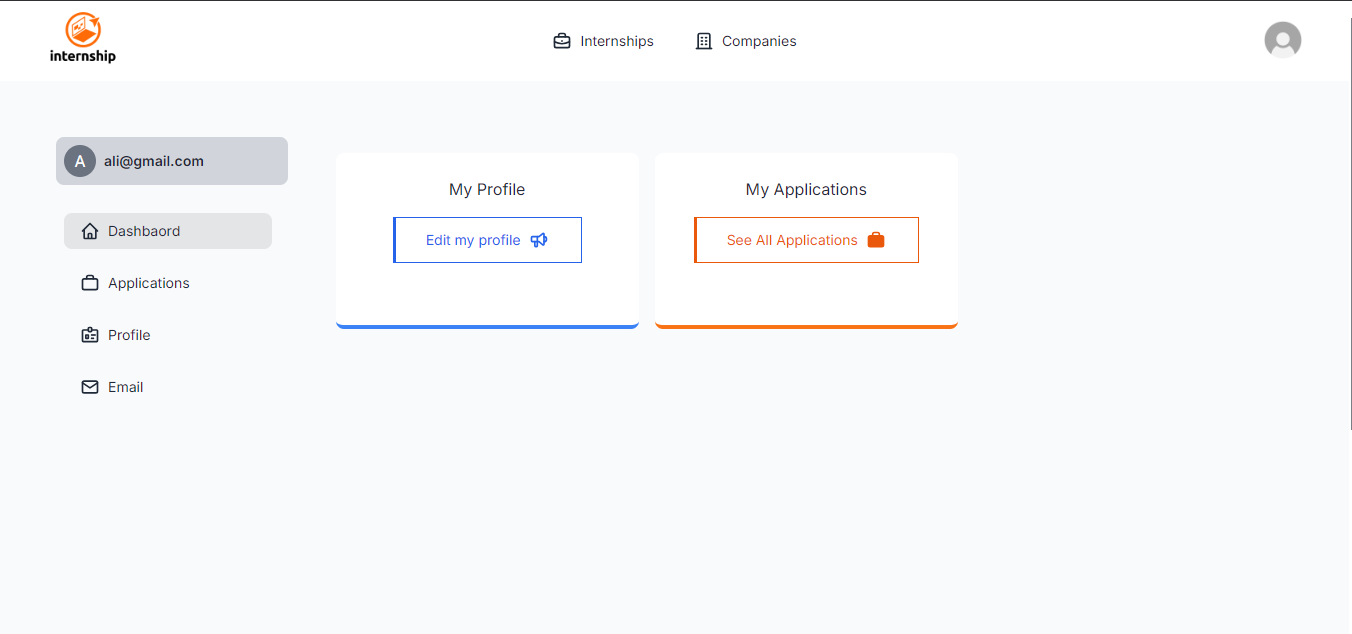 internship
Internships
Companies
A
ali@gmail.com
Dashbaord
Applications
Profile
Email
My Profile
Edit my profile
My Applications
See All Applications